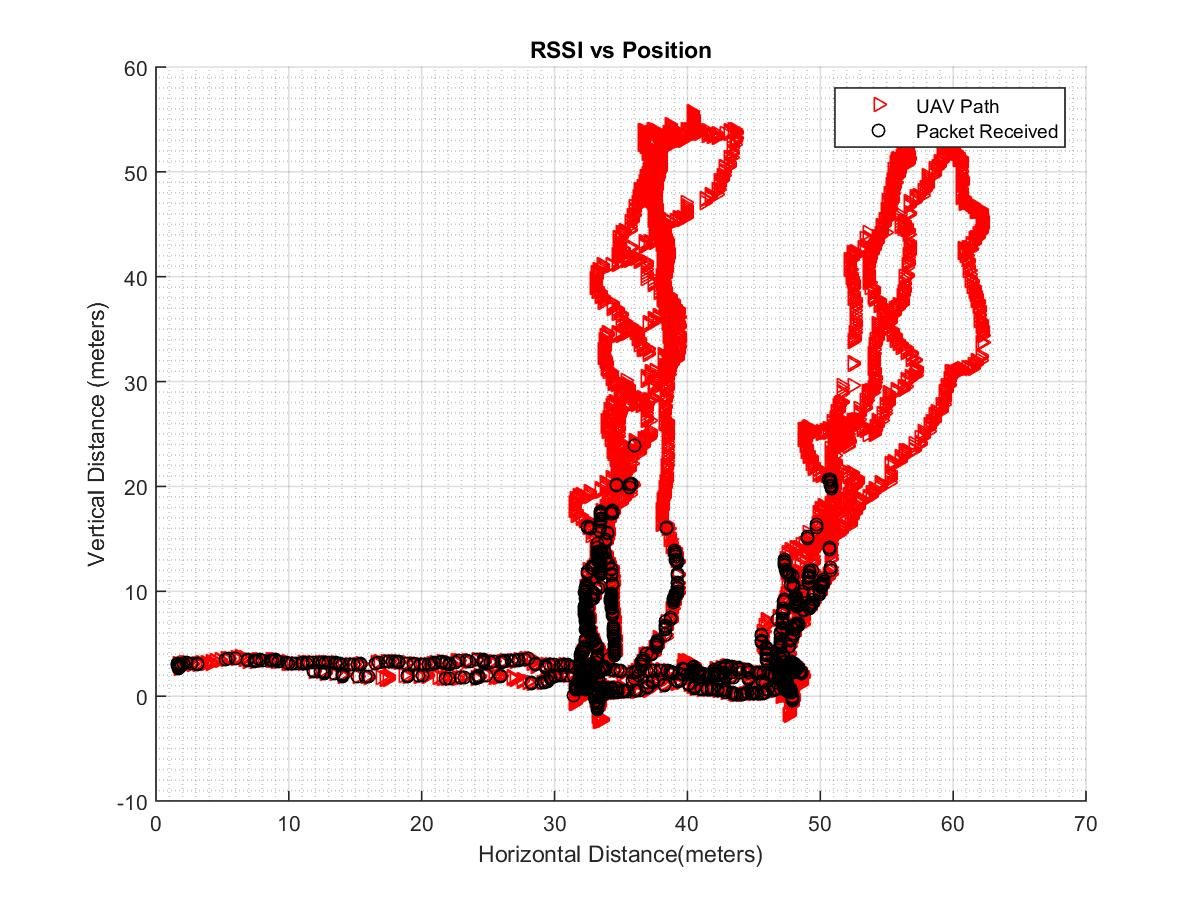 RSSI vs Position
UAV Path
Packet Received
60
50
40
30
20
10
0
-10
Vertical Distance (meters)
0 10 20 30 40 50 60 70
Horizontal Distance(meters)